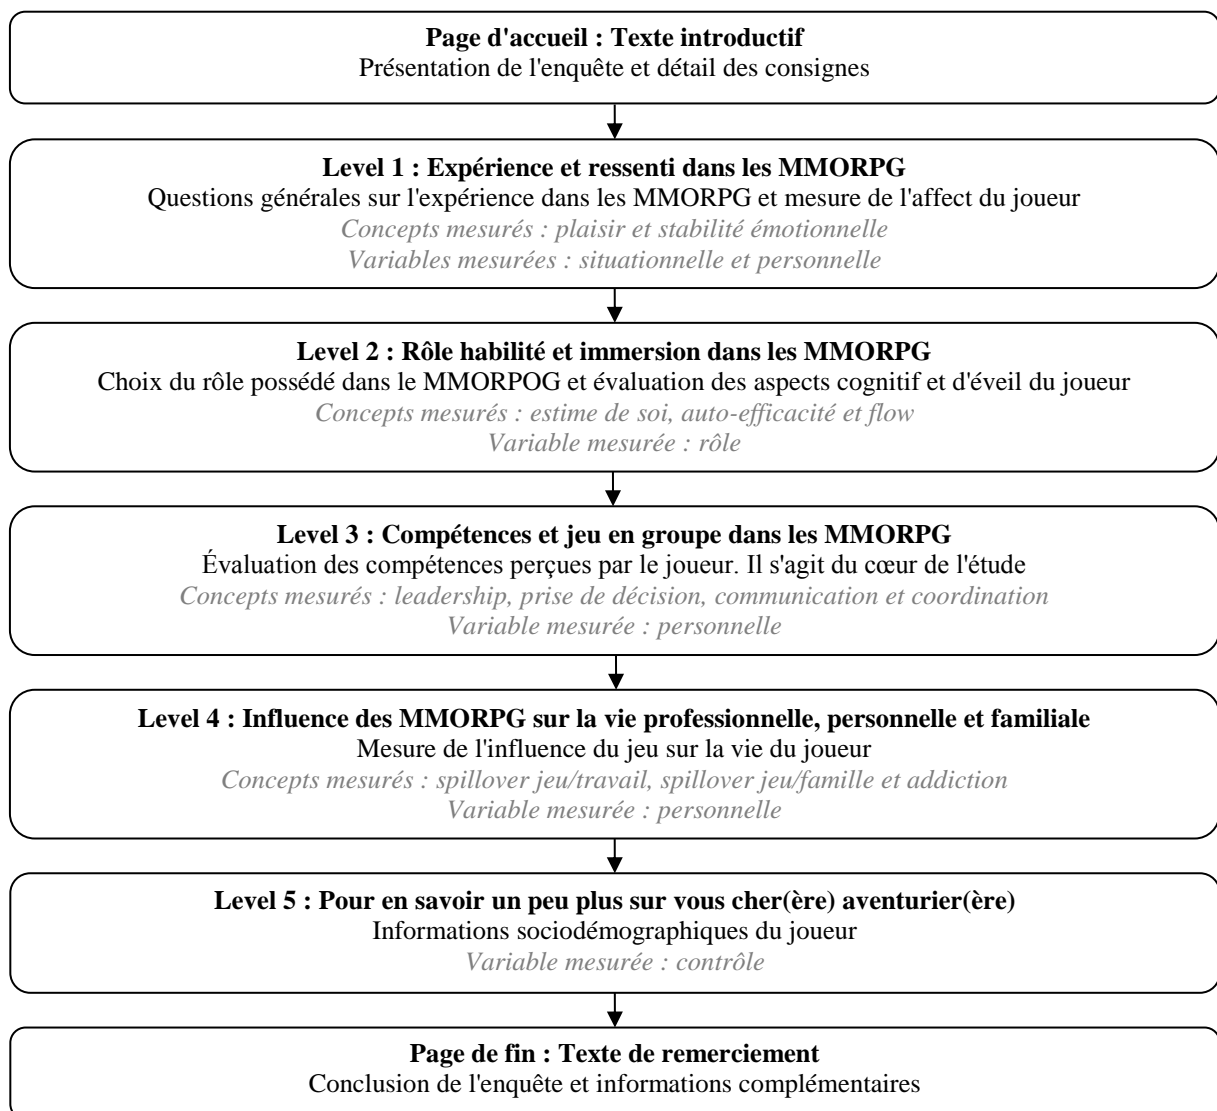 Page d'accueil : Texte introductif
Présentation de l'enquête et détail des consignes
Level 1 : Expérience et ressenti dans les MMORPG
Questions générales sur l'expérience dans les MMORPG et mesure de l'affect du joueur
Concepts mesurés : plaisir et stabilité émotionnelle
Variables mesurées : situationnelle et personnelle
Level 2 : Rôle habilité et immersion dans les MMORPG
Choix du rôle possédé dans le MMORPOG et évaluation des aspects cognitif et d'éveil du joueur
Concepts mesurés : estime de soi, auto-efficacité et flow
Variable mesurée : rôle
Level 3 : Compétences et jeu en groupe dans les MMORPG
Évaluation des compétences perçues par le joueur. Il s'agit du cœur de l'étude
Concepts mesurés : leadership, prise de décision, communication et coordination
Variable mesurée : personnelle
Level 4 : Influence des MMORPG sur la vie professionnelle, personnelle et familiale
Mesure de l'influence du jeu sur la vie du joueur
Concepts mesurés : spillover jeu/travail, spillover jeu/famille et addiction
Variable mesurée : personnelle
Level 5 : Pour en savoir un peu plus sur vous cher(ère) aventurier(ère)
Informations sociodémographiques du joueur
Variable mesurée : contrôle
Page de fin : Texte de remerciement
Conclusion de l'enquête et informations complémentaires